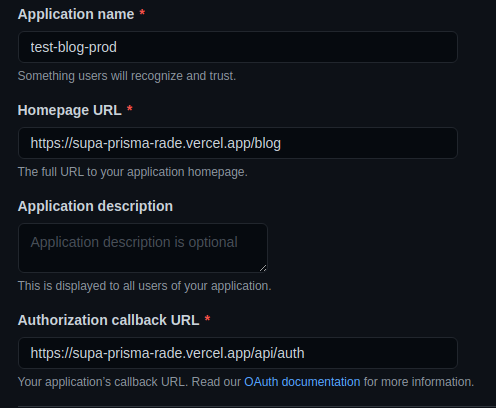 Application name *
test-blog-prod
Something users will recognize and trust.
Homepage URL *
https://supa-prisma-rade.vercel.app/blog
The full URL to your application homepage.
Application description
Application description is optional
This is displayed to all users of your application.
Authorization callback URL *
https://supa-prisma-rade.vercel.app/api/auth
Your application's callback URL. Read our OAuth documentation for more information.